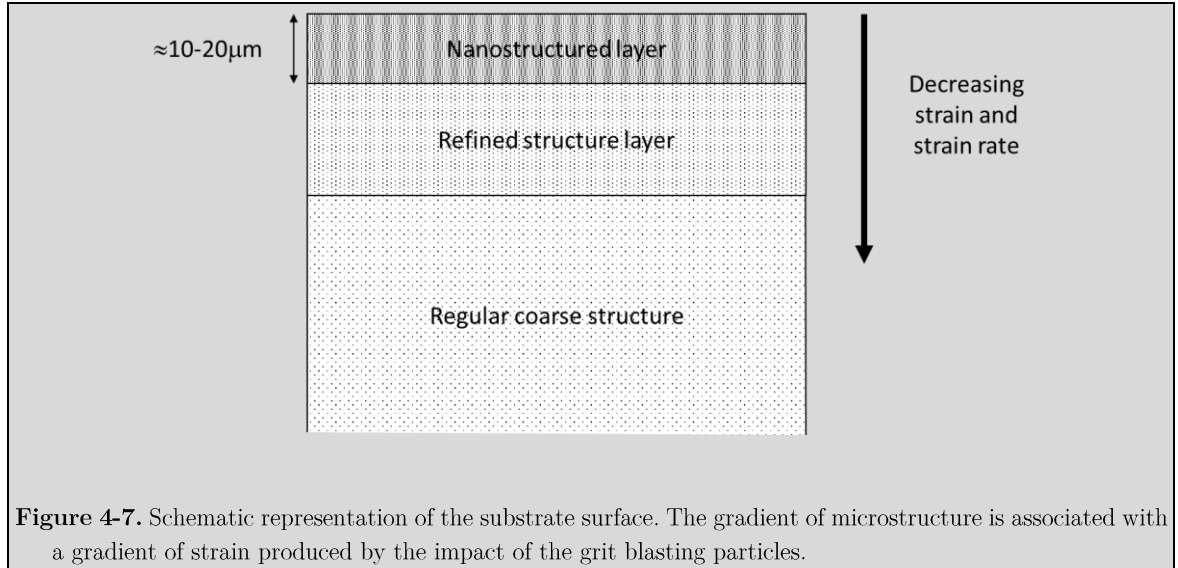 ≈10-20μm
Nanostructured layer
Decreasing
strain and
strain rate
Refined structure layer
Regular coarse structure
Figure 4-7. Schematic representation of the substrate surface. The gradient of microstructure is associated with
a gradient of strain produced by the impact of the grit blasting particles.